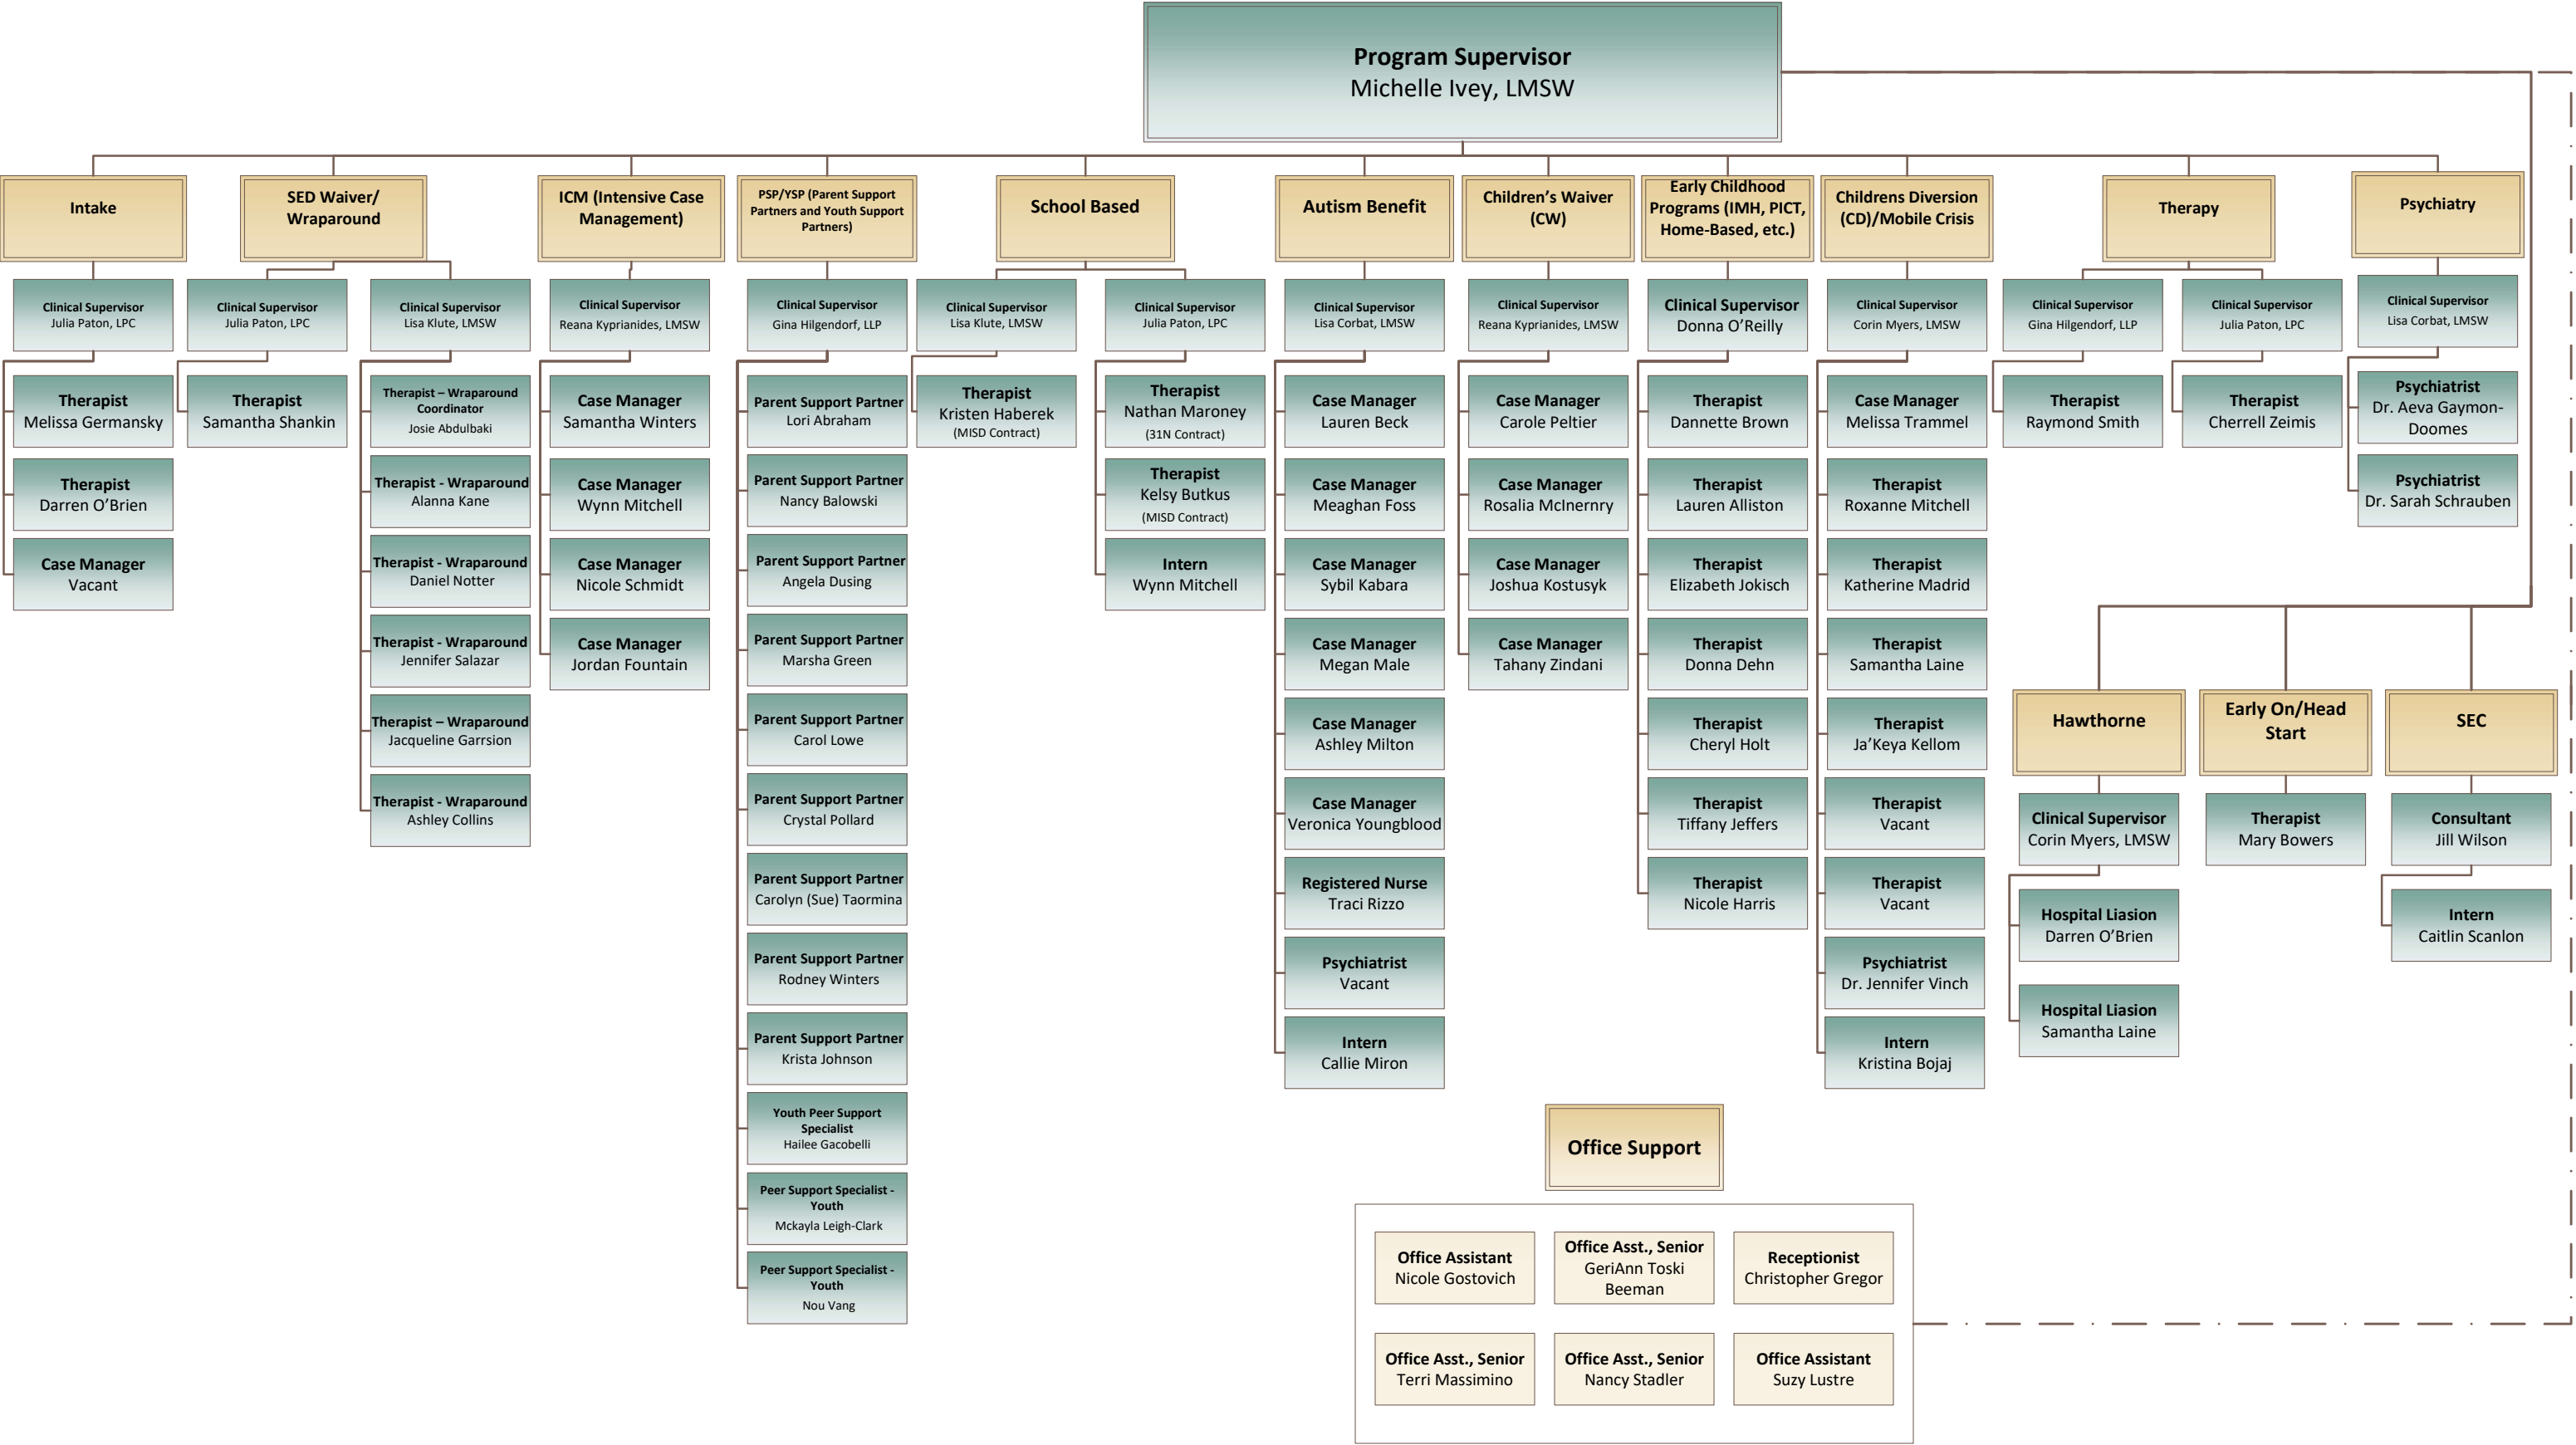 Program Supervisor
Michelle Ivey, LMSW
Intake
Clinical Supervisor
Julia Paton, LPC
Therapist
Melissa Germansky
Therapist
Darren O'Brien
Case Manager
Vacant
SED Waiver/
Wraparound
Clinical Supervisor
Julia Paton, LPC
Therapist
Samantha Shankin
Clinical Supervisor
Lisa Klute, LMSW
Therapist – Wraparound
Coordinator
Josie Abdulbaki
Therapist - Wraparound
Alanna Kane
Therapist - Wraparound
Daniel Notter
Therapist - Wraparound
Jennifer Salazar
Therapist – Wraparound
Jacqueline Garrsion
Therapist - Wraparound
Ashley Collins
ICM (Intensive Case
Management)
Clinical Supervisor
Reana Kyprianides, LMSW
Case Manager
Samantha Winters
Case Manager
Wynn Mitchell
Case Manager
Nicole Schmidt
Case Manager
Jordan Fountain
PSP/YSP (Parent Support
Partners and Youth Support
Partners)
Clinical Supervisor
Gina Hilgendorf, LLP
Parent Support Partner
Lori Abraham
Parent Support Partner
Nancy Balowski
Parent Support Partner
Angela Dusing
Parent Support Partner
Marsha Green
Parent Support Partner
Carol Lowe
Parent Support Partner
Crystal Pollard
Parent Support Partner
Carolyn (Sue) Taormina
Parent Support Partner
Rodney Winters
Parent Support Partner
Krista Johnson
Youth Peer Support
Specialist
Hailee Gacobelli
Peer Support Specialist -
Youth
Mckayla Leigh-Clark
Peer Support Specialist -
Youth
Nou Vang
School Based
Clinical Supervisor
Lisa Klute, LMSW
Therapist
Kristen Haberek
(MISD Contract)
Clinical Supervisor
Julia Paton, LPC
Therapist
Nathan Maroney
(31N Contract)
Therapist
Kelsy Butkus
(MISD Contract)
Intern
Wynn Mitchell
Autism Benefit
Clinical Supervisor
Lisa Corbat, LMSW
Case Manager
Lauren Beck
Case Manager
Meaghan Foss
Case Manager
Sybil Kabara
Case Manager
Megan Male
Case Manager
Ashley Milton
Case Manager
Veronica Youngblood
Registered Nurse
Traci Rizzo
Psychiatrist
Vacant
Intern
Callie Miron
Children's Waiver
(CW)
Clinical Supervisor
Reana Kyprianides, LMSW
Case Manager
Carole Peltier
Case Manager
Rosalia McInernry
Case Manager
Joshua Kostusyk
Case Manager
Tahany Zindani
Early Childhood
Programs (IMH, PICT,
Home-Based, etc.)
Clinical Supervisor
Donna O'Reilly
Therapist
Dannette Brown
Therapist
Lauren Alliston
Therapist
Elizabeth Jokisch
Therapist
Donna Dehn
Therapist
Cheryl Holt
Therapist
Tiffany Jeffers
Therapist
Nicole Harris
Childrens Diversion
(CD)/Mobile Crisis
Clinical Supervisor
Corin Myers, LMSW
Case Manager
Melissa Trammel
Therapist
Roxanne Mitchell
Therapist
Katherine Madrid
Therapist
Samantha Laine
Therapist
Ja'Keya Kellom
Therapist
Vacant
Therapist
Vacant
Psychiatrist
Dr. Jennifer Vinch
Intern
Kristina Bojaj
Therapy
Clinical Supervisor
Gina Hilgendorf, LLP
Therapist
Raymond Smith
Clinical Supervisor
Julia Paton, LPC
Therapist
Cherrell Zeimis
Psychiatry
Clinical Supervisor
Lisa Corbat, LMSW
Psychiatrist
Dr. Aeva Gaymon-
Doomes
Psychiatrist
Dr. Sarah Schrauben
Hawthorne
Clinical Supervisor
Corin Myers, LMSW
Hospital Liasion
Darren O'Brien
Hospital Liasion
Samantha Laine
Early On/Head
Start
Therapist
Mary Bowers
SEC
Consultant
Jill Wilson
Intern
Caitlin Scanlon
Office Support
Office Assistant
Nicole Gostovich
Office Asst., Senior
GeriAnn Toski
Beeman
Receptionist
Christopher Gregor
Office Asst., Senior
Terri Massimino
Office Asst., Senior
Nancy Stadler
Office Assistant
Suzy Lustre